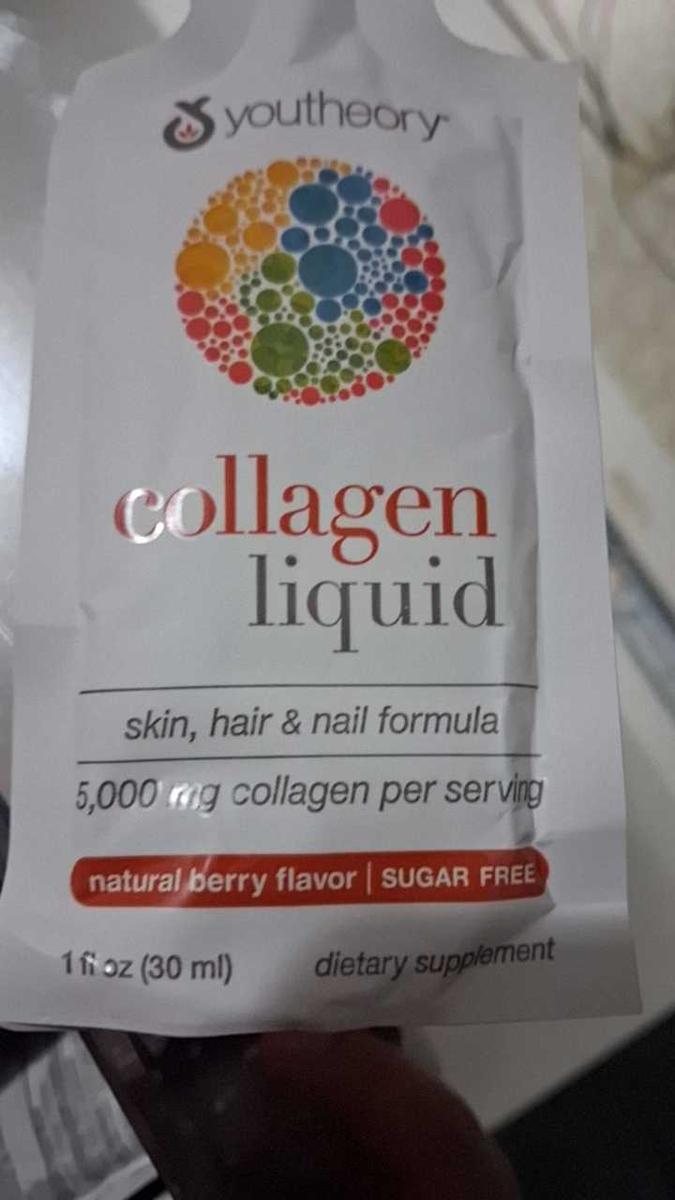 youtheory™
collagen
liquid
skin, hair & nail formula
5,000 mg collagen per serving
natural berry flavor | SUGAR FREE
1 fl oz (30 ml) dietary supplement